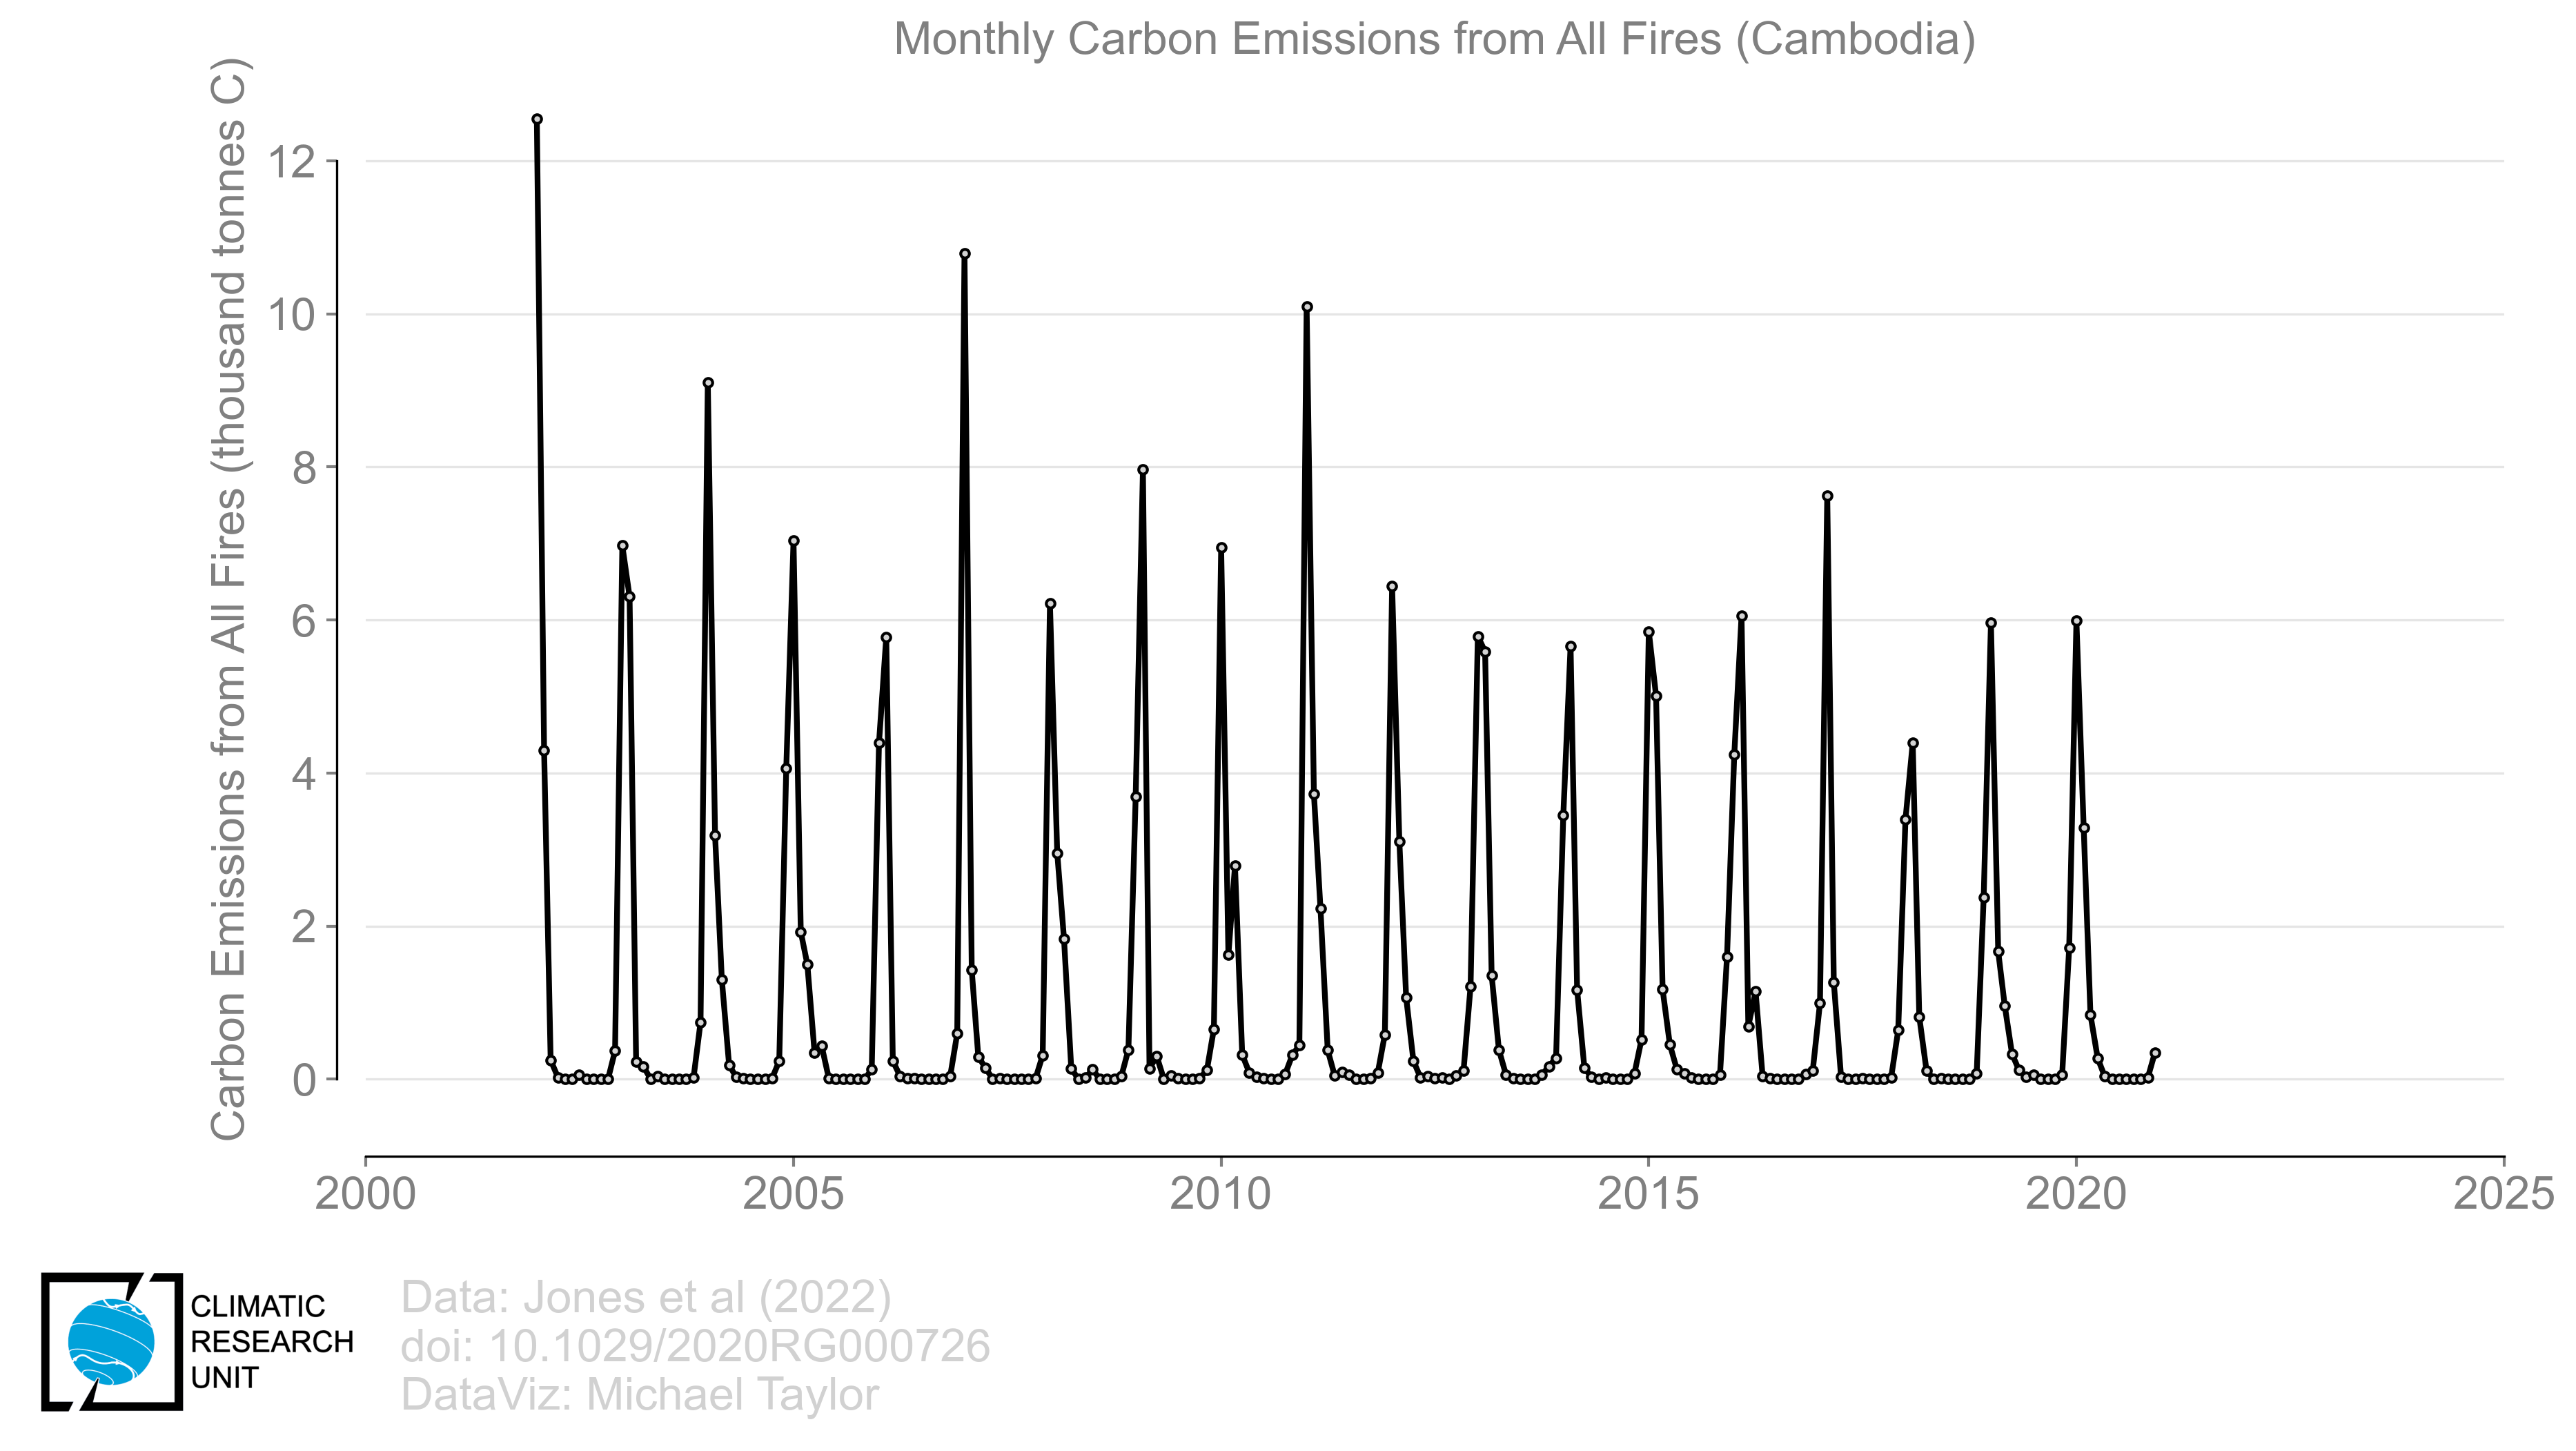 Monthly Carbon Emissions from All Fires (Cambodia)
Carbon Emissions from All Fires (thousand tonnes C)
12
10
8
6
4
2
0
2000
2005
2010
2015
2020
2025
CLIMATIC
RESEARCH
UNIT
Data: Jones et al (2022)
doi: 10.1029/2020RG000726
DataViz: Michael Taylor